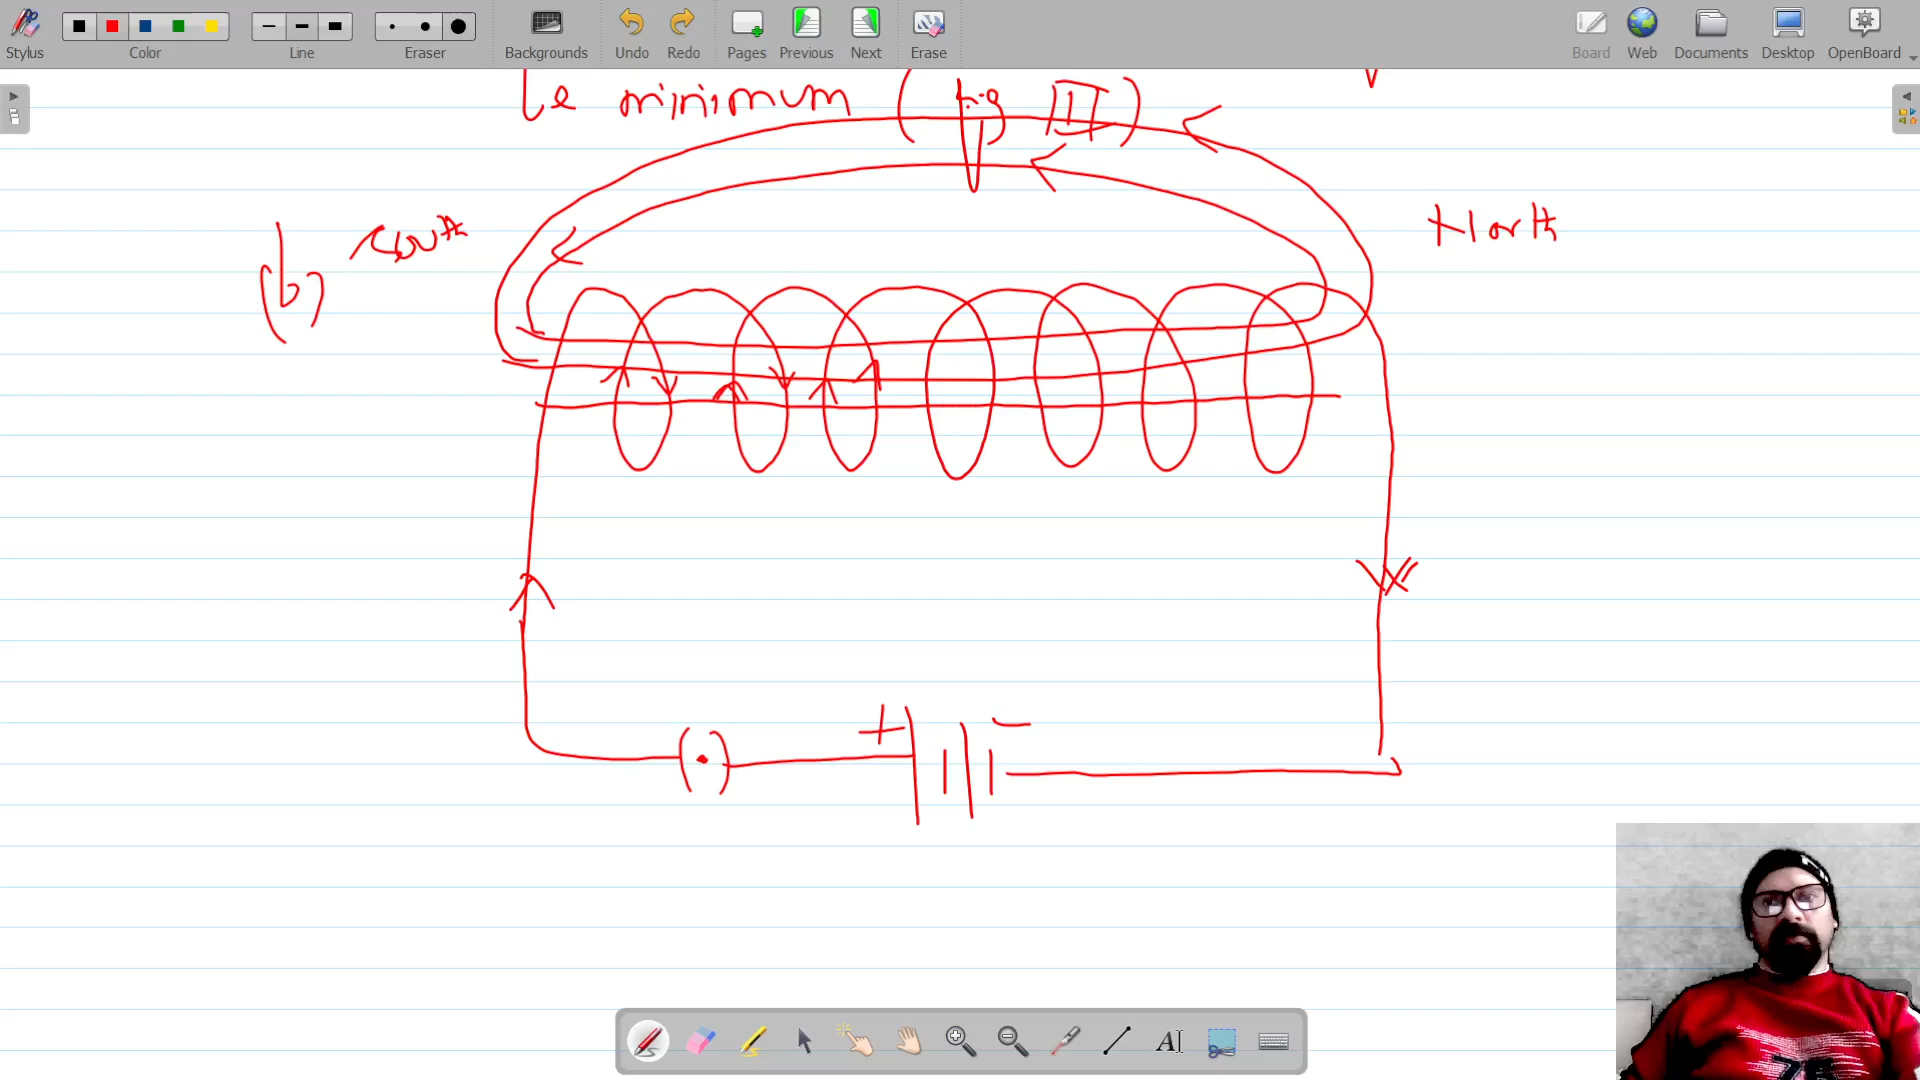 Stylus Color Line Eraser Backgrounds Undo Redo Pages Previous Next Erase Board Web Documents Desktop OpenBoard
be minimum (fig III)
(b) South North
+ -